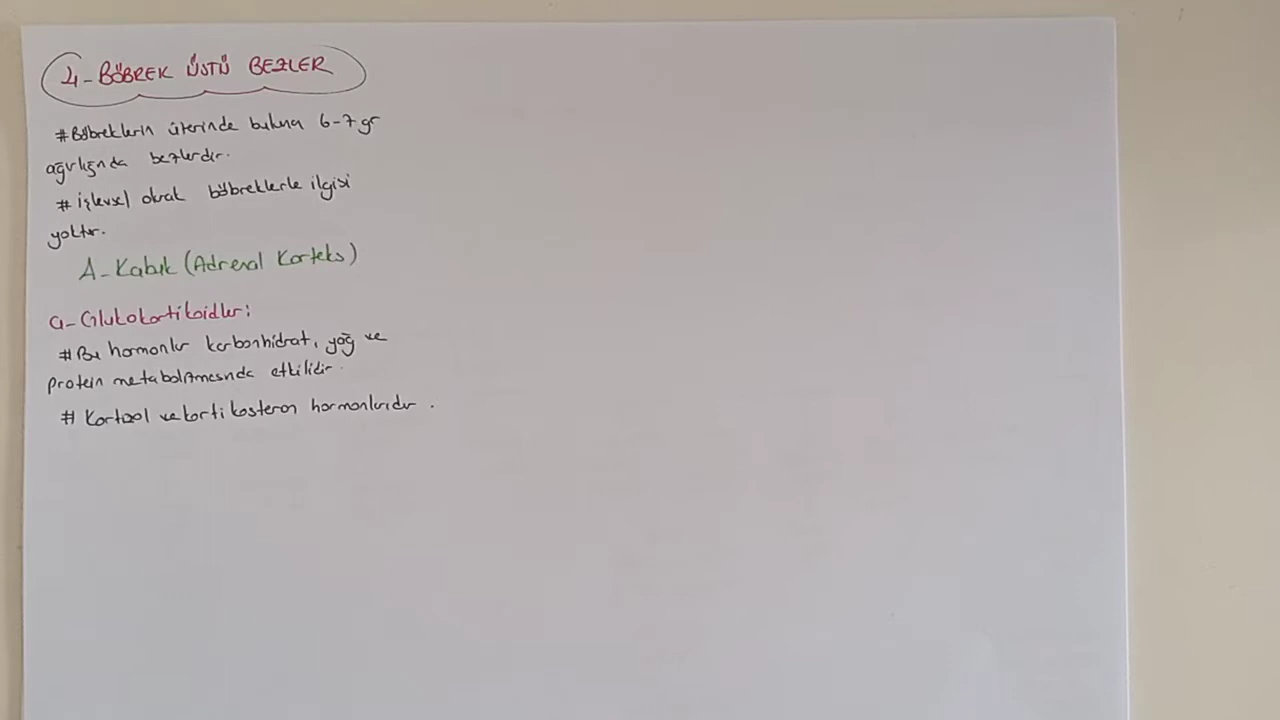 4- BÖBREK ÜSTÜ BEZLER
# Böbreklerin üzerinde buluna 6-7 gr
ağırlığında bezlerdir.
# İşlevsel olarak böbreklerle ilgisi
yoktur.
A- Kabuk (Adrenal Korteks)
a- Glukokortikoidler:
# Bu hormonlar karbonhidrat, yağ ve
protein metabolizmasında etkilidir.
# Kortizol ve kortikosteron hormonlarıdır.